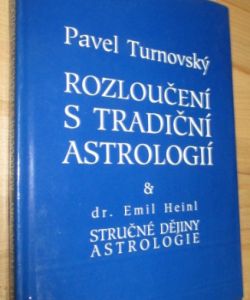 Pavel Turnovský
ROZLOUČENÍ
S TRADIČNÍ
ASTROLOGIÍ
&
dr. Emil Heinl
STRUČNÉ DĚJINY
ASTROLOGIE